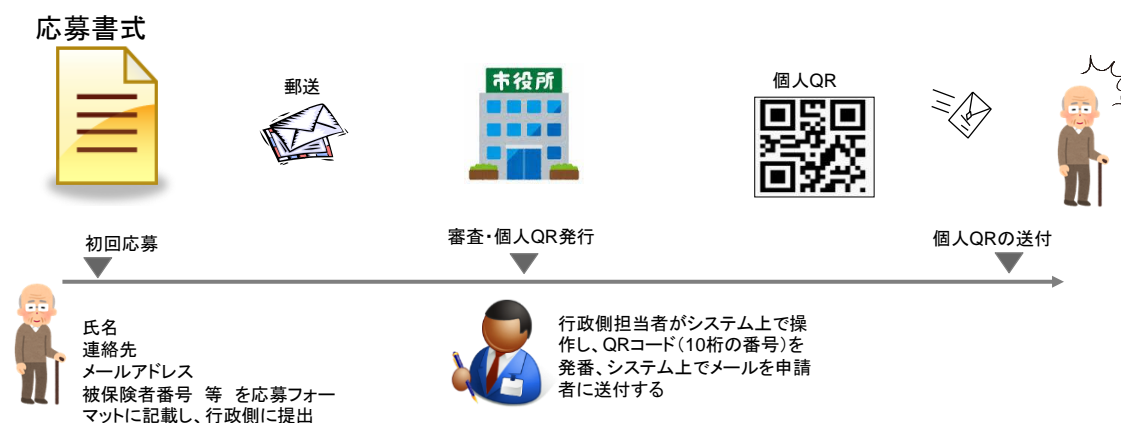 応募書式
郵送
市役所
個人QR
初回応募
審査・個人QR発行
個人QRの送付
氏名
連絡先
メールアドレス
被保険者番号　等　を応募フォー
マットに記載し、行政側に提出
行政側担当者がシステム上で操
作し、QRコード（10桁の番号）を
発番、システム上でメールを申請
者に送付する